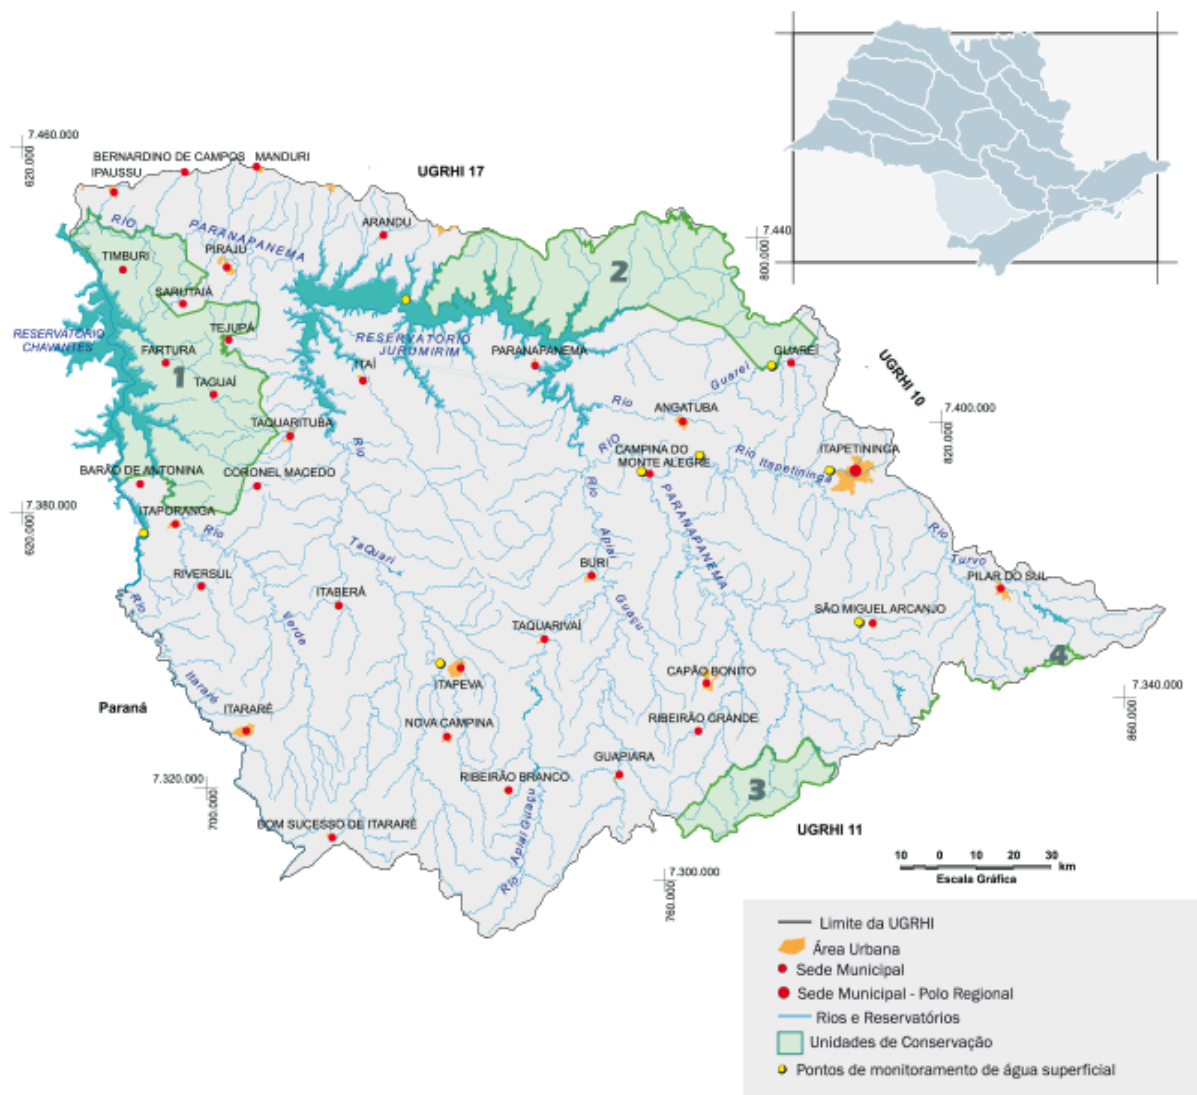 7.460.000
620.000
BERNARDINO DE CAMPOS
MANDURI
IPAUSSU
UGRHI 17
RIO
PARANAPANEMA
ARANDU
7.440
800.000
TIMBURI
PIRAJU
2
SARUTAIÁ
RESERVATÓRIO
CHAVANTES
TEJUPÁ
RESERVATÓRIO
JURUMIRIM
FARTURA
1
TAGUAÍ
ITAÍ
PARANAPANEMA
GUAREÍ
Rio
Guareí
UGRHI 10
7.400.000
820.000
ANGATUBA
TAQUARITUBA
Rio
RIO
CAMPINA DO
MONTE ALEGRE
Rio Itapetininga
ITAPETININGA
BARÃO DE ANTONINA
CORONEL MACEDO
Rio
Apiaí
Guaçu
PARANAPANEMA
7.380.000
620.000
ITAPORANGA
Rio
Verde
TaQuari
Rio
Turvo
RIVERSUL
ITABERÁ
BURI
PILAR DO SUL
Rio
Itararé
TAQUARIVAÍ
SÃO MIGUEL ARCANJO
4
ITAPEVA
CAPÃO BONITO
7.340.000
860.000
Paraná
ITARARÉ
NOVA CAMPINA
RIBEIRÃO GRANDE
GUAPIARA
7.320.000
700.000
RIBEIRÃO BRANCO
3
Rio Apiaí Guaçu
BOM SUCESSO DE ITARARÉ
UGRHI 11
7.300.000
760.000
10 0 10 20 30
km
Escala Gráfica
Limite da UGRHI
Área Urbana
Sede Municipal
Sede Municipal - Polo Regional
Rios e Reservatórios
Unidades de Conservação
Pontos de monitoramento de água superficial